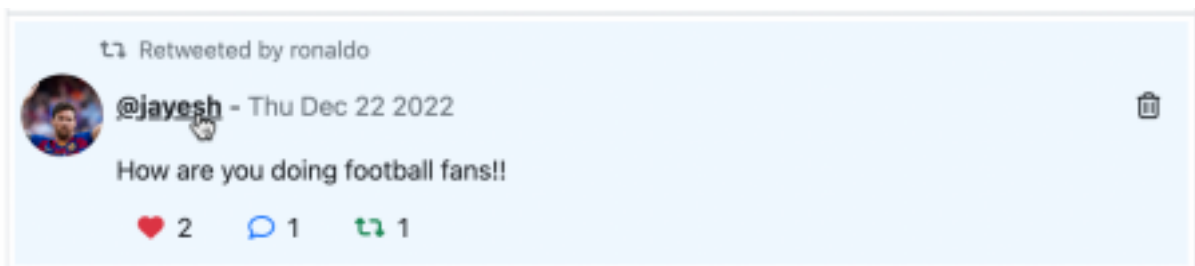 Retweeted by ronaldo
@jayesh - Thu Dec 22 2022
How are you doing football fans!!
2 1 1